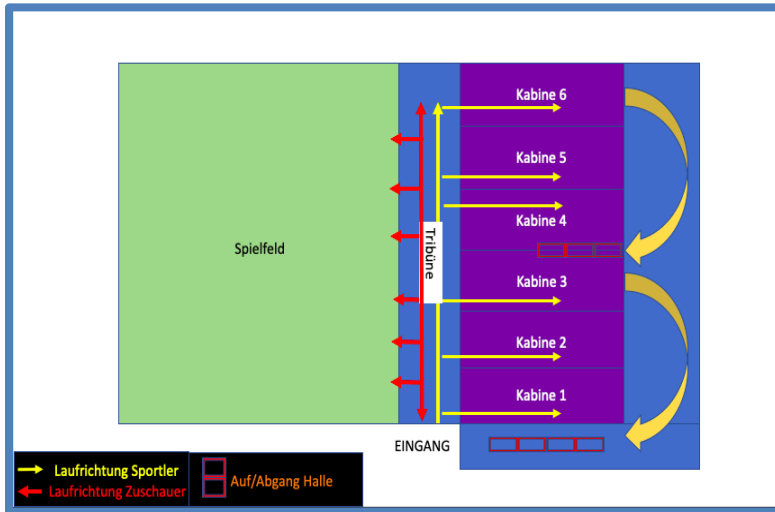 Kabine 6
Kabine 5
Kabine 4
Spielfeld
Tribüne
Kabine 3
Kabine 2
Kabine 1
EINGANG
Laufrichtung Sportler
Laufrichtung Zuschauer
Auf/Abgang Halle